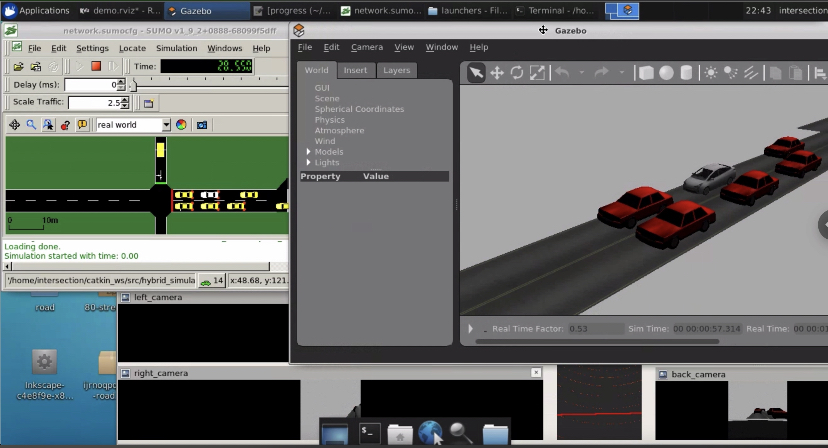 Applications
demo.rviz* - R...
Gazebo
[progress (~/...
network.sumo...
launchers - Fil...
Terminal - /ho...
22:43
intersection
network.sumocfg - SUMO v1_9_2+0888-68099f5dff
File Edit Settings Locate Simulation Windows Help
Time:
28.550
Delay (ms): 0
Scale Traffic: 2.5
real world
0 10m
Loading done.
Simulation started with time: 0.00
'/home/intersection/catkin_ws/src/hybrid_simula
14
x:48.68, y:121.
Gazebo
File Edit Camera View Window Help
World Insert Layers
GUI
Scene
Spherical Coordinates
Physics
Atmosphere
Wind
Models
Lights
Property Value
Real Time Factor: 0.53 Sim Time: 00 00:00:57.314 Real Time: 00 00:01
left_camera
road
80-stre
right_camera
back_camera
Inkscape-
c4e8f9e-x8...
-road